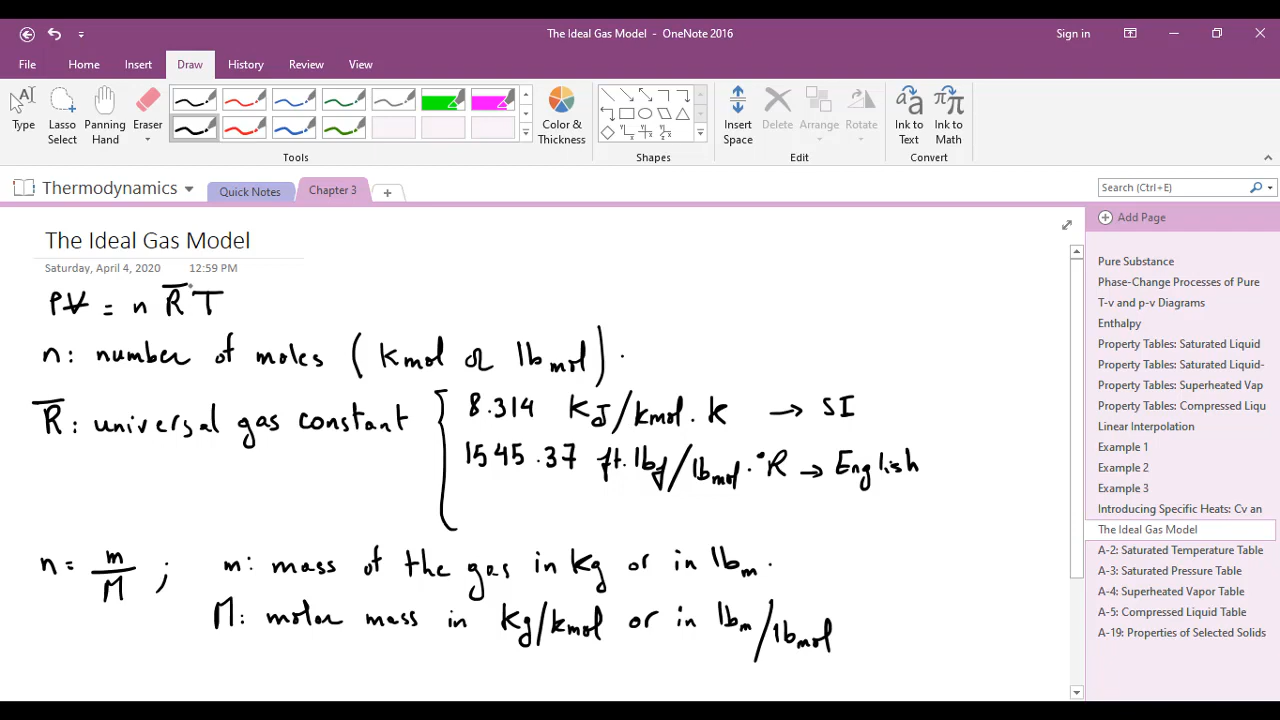 The Ideal Gas Model - OneNote 2016
Sign in
File Home Insert Draw History Review View
Type
Lasso Select
Panning Hand
Eraser
Color & Thickness
Insert Space
Delete
Arrange
Rotate
Ink to Text
Ink to Math
Tools
Shapes
Edit
Convert
Thermodynamics
Quick Notes
Chapter 3
Search (Ctrl+E)
The Ideal Gas Model
Saturday, April 4, 2020 12:59 PM
PV = n R̅ T
n: number of moles (kmol or lbmol).
R̅: universal gas constant
8.314 KJ/kmol.K → SI
1545.37 ft.lbf/lbmol.°R → English
n = m/M ; m: mass of the gas in kg or in lbm.
M: molar mass in kg/kmol or in lbm/lbmol
Add Page
Pure Substance
Phase-Change Processes of Pure
T-v and p-v Diagrams
Enthalpy
Property Tables: Saturated Liquid
Property Tables: Saturated Liquid-
Property Tables: Superheated Vap
Property Tables: Compressed Liqu
Linear Interpolation
Example 1
Example 2
Example 3
Introducing Specific Heats: Cv an
The Ideal Gas Model
A-2: Saturated Temperature Table
A-3: Saturated Pressure Table
A-4: Superheated Vapor Table
A-5: Compressed Liquid Table
A-19: Properties of Selected Solids